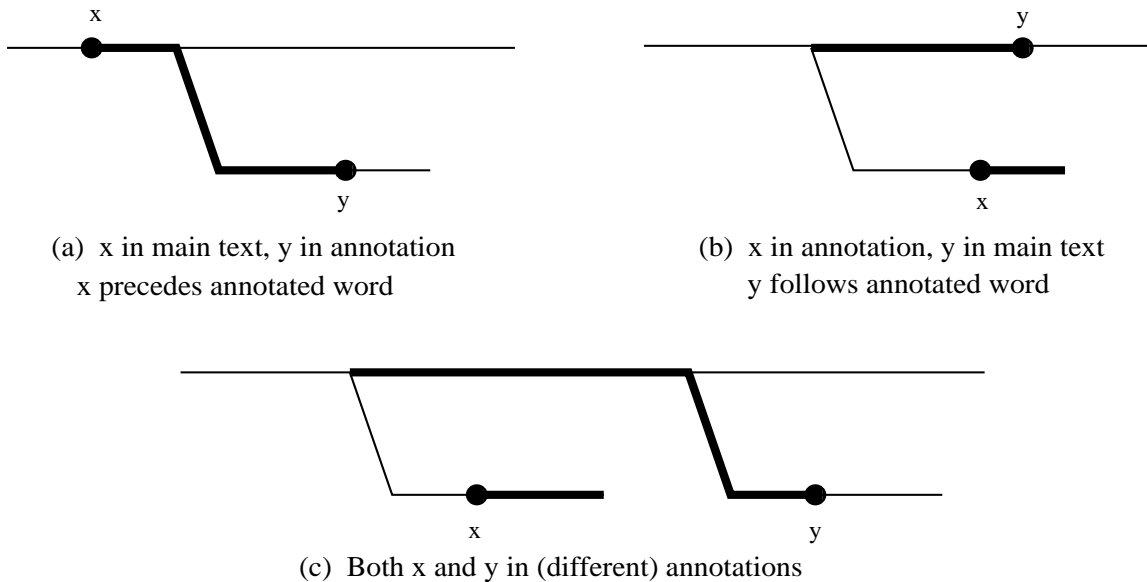 x
y
y
x
(a) x in main text, y in annotation
x precedes annotated word
(b) x in annotation, y in main text
y follows annotated word
x
y
(c) Both x and y in (different) annotations